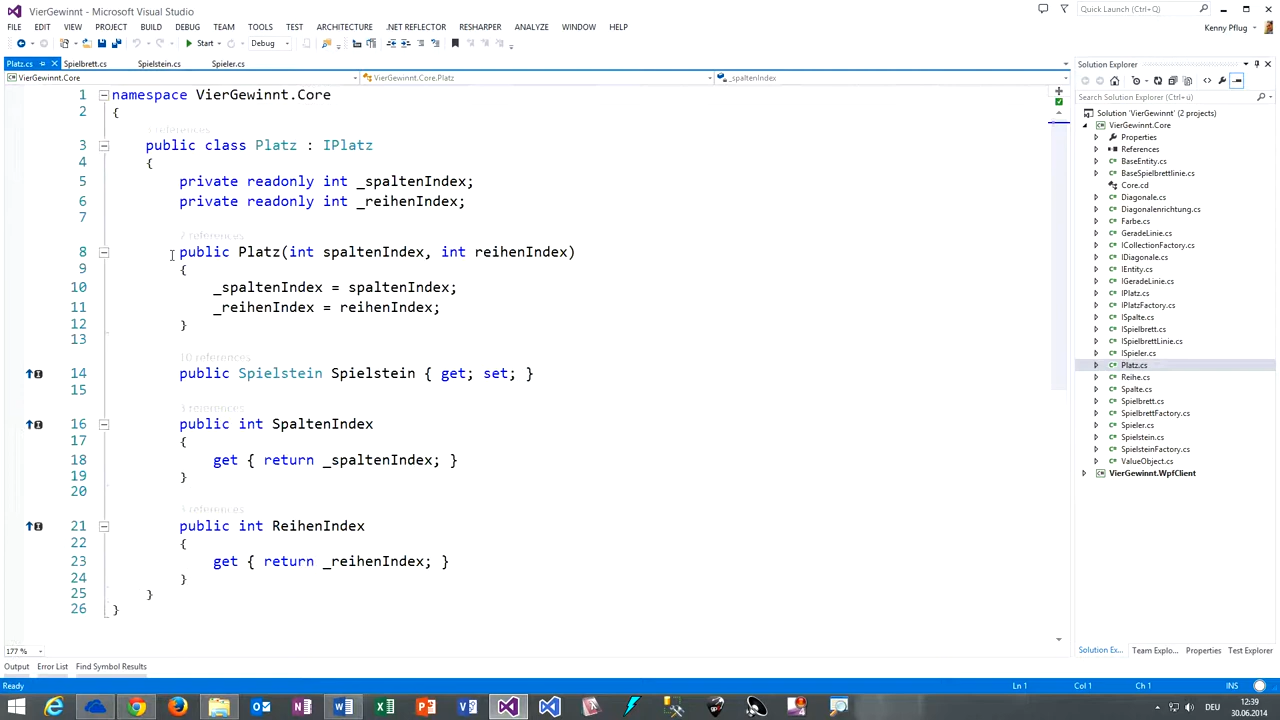 VierGewinnt - Microsoft Visual Studio
Quick Launch (Ctrl+Q)
FILE EDIT VIEW PROJECT BUILD DEBUG TEAM TOOLS TEST ARCHITECTURE .NET REFLECTOR RESHARPER ANALYZE WINDOW HELP
Kenny Pflug
Start Debug
Platz.cs Spielbrett.cs Spielstein.cs Spieler.cs
VierGewinnt.Core VierGewinnt.Core.Platz _spaltenIndex
1 namespace VierGewinnt.Core
2 {
references
3 public class Platz : IPlatz
4 {
5 private readonly int _spaltenIndex;
6 private readonly int _reihenIndex;
7
2 references
8 public Platz(int spaltenIndex, int reihenIndex)
9 {
10 _spaltenIndex = spaltenIndex;
11 _reihenIndex = reihenIndex;
12 }
13
10 references
14 public Spielstein Spielstein { get; set; }
15
3 references
16 public int SpaltenIndex
17 {
18 get { return _spaltenIndex; }
19 }
20
3 references
21 public int ReihenIndex
22 {
23 get { return _reihenIndex; }
24 }
25 }
26 }
177 %
Output Error List Find Symbol Results
Ready Ln 1 Col 1 Ch 1 INS
Solution Explorer
Search Solution Explorer (Ctrl+ü)
Solution 'VierGewinnt' (2 projects)
VierGewinnt.Core
Properties
References
BaseEntity.cs
BaseSpielbrettlinie.cs
Core.cd
Diagonale.cs
Diagonalenrichtung.cs
Farbe.cs
GeradeLinie.cs
ICollectionFactory.cs
IDiagonale.cs
IEntity.cs
IGeradeLinie.cs
IPlatz.cs
IPlatzFactory.cs
ISpalte.cs
ISpielbrett.cs
ISpielbrettLinie.cs
ISpieler.cs
Platz.cs
Reihe.cs
Spalte.cs
Spielbrett.cs
SpielbrettFactory.cs
Spieler.cs
Spielstein.cs
SpielsteinFactory.cs
ValueObject.cs
VierGewinnt.WpfClient
Solution Ex... Team Explo... Properties Test Explorer
DEU
12:39
30.06.2014